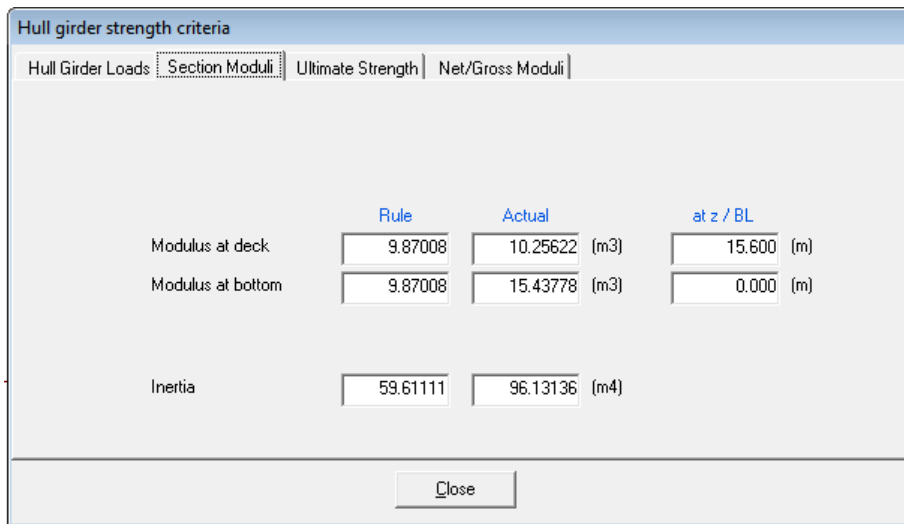 Hull girder strength criteria
Hull Girder Loads Section Moduli Ultimate Strength Net/Gross Moduli
Rule Actual at z / BL
Modulus at deck 9.87008 10.25622 (m3) 15.600 (m)
Modulus at bottom 9.87008 15.43778 (m3) 0.000 (m)
Inertia 59.61111 96.13136 (m4)
Close